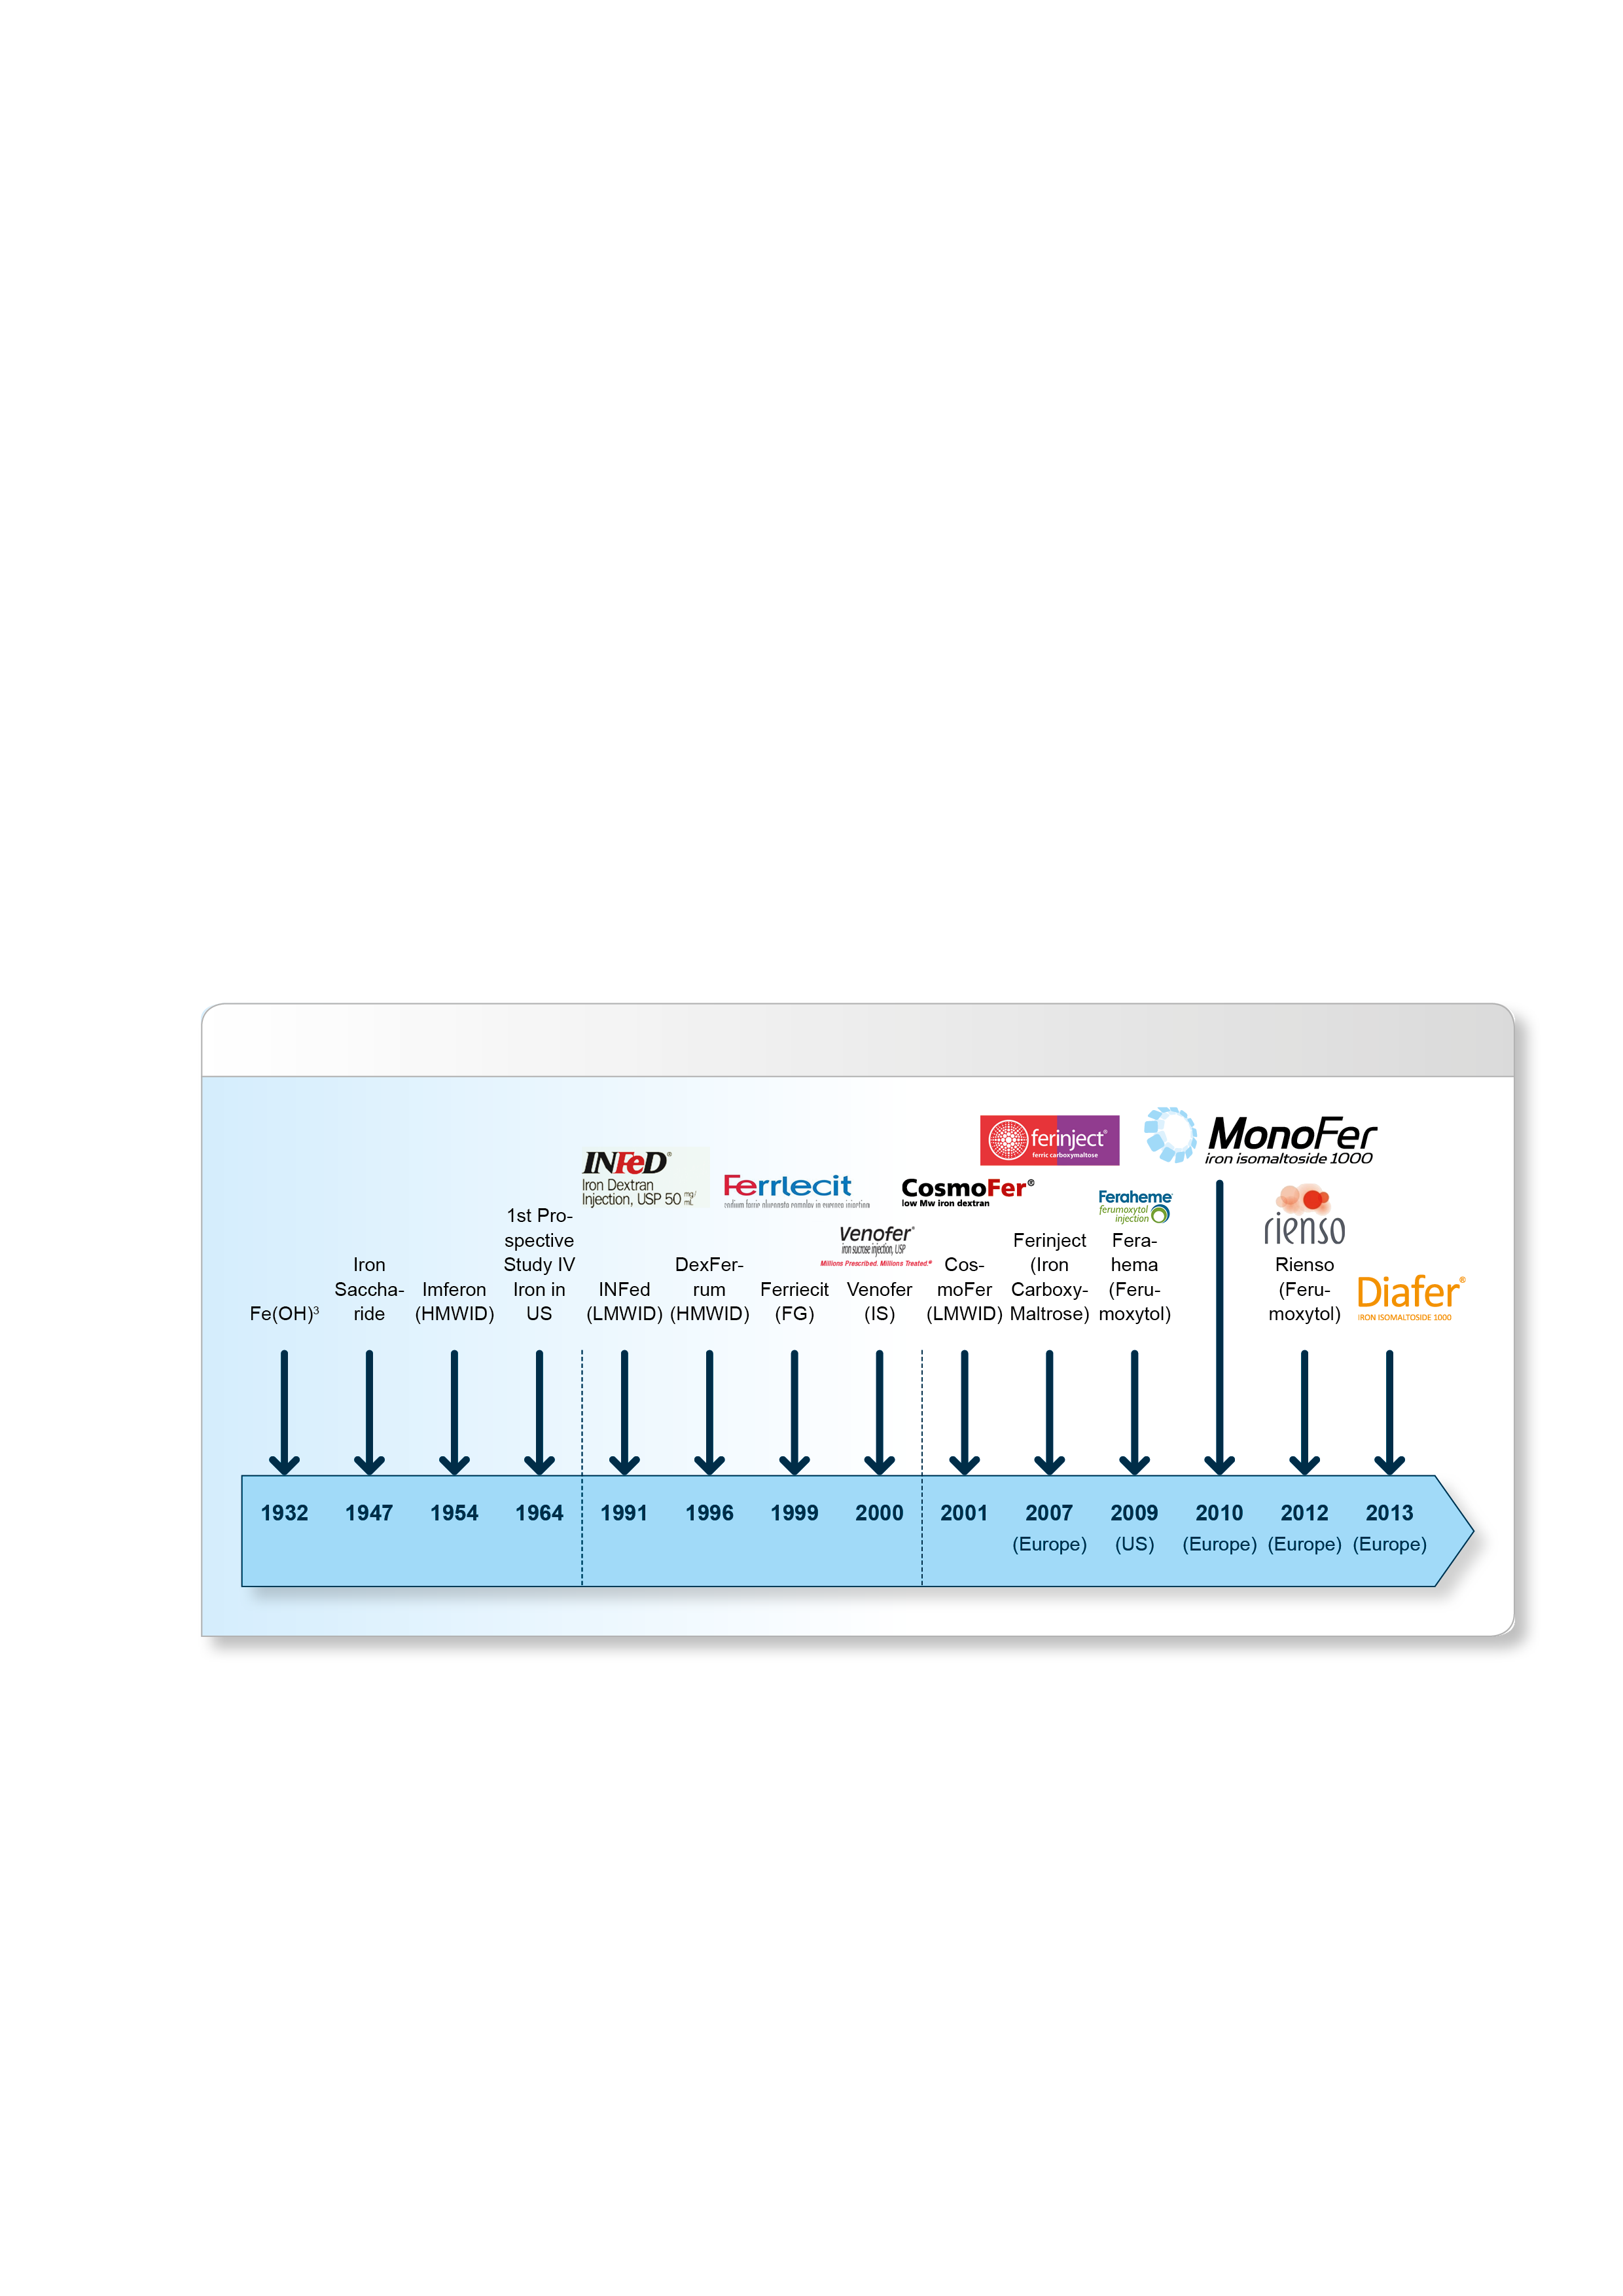 ferinject®
ferric carboxymaltose
MonoFer
iron isomaltoside 1000
INFeD®
Iron Dextran
Injection, USP 50 mg/mL
Ferrlecit
CosmoFer®
low Mw iron dextran
Feraheme
ferumoxytol
injection
rienso
Venofer®
iron sucrose injection, USP
Millions Prescribed. Millions Treated.®
Diafer®
IRON ISOMALTOSIDE 1000
Fe(OH)³
Iron
Saccha-
ride
Imferon
(HMWID)
1st Pro-
spective
Study IV
Iron in
US
INFed
(LMWID)
DexFer-
rum
(HMWID)
Ferriecit
(FG)
Venofer
(IS)
Cos-
moFer
(LMWID)
Ferinject
(Iron
Carboxy-
Maltrose)
Fera-
hema
(Feru-
moxytol)
Rienso
(Feru-
moxytol)
1932 1947 1954 1964 1991 1996 1999 2000 2001 2007 2009 2010 2012 2013
(Europe) (US) (Europe) (Europe) (Europe)